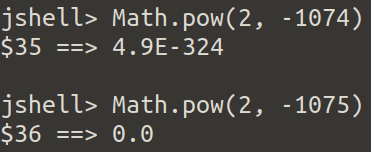 jshell> Math.pow(2, -1074)
$35 ==> 4.9E-324
jshell> Math.pow(2, -1075)
$36 ==> 0.0